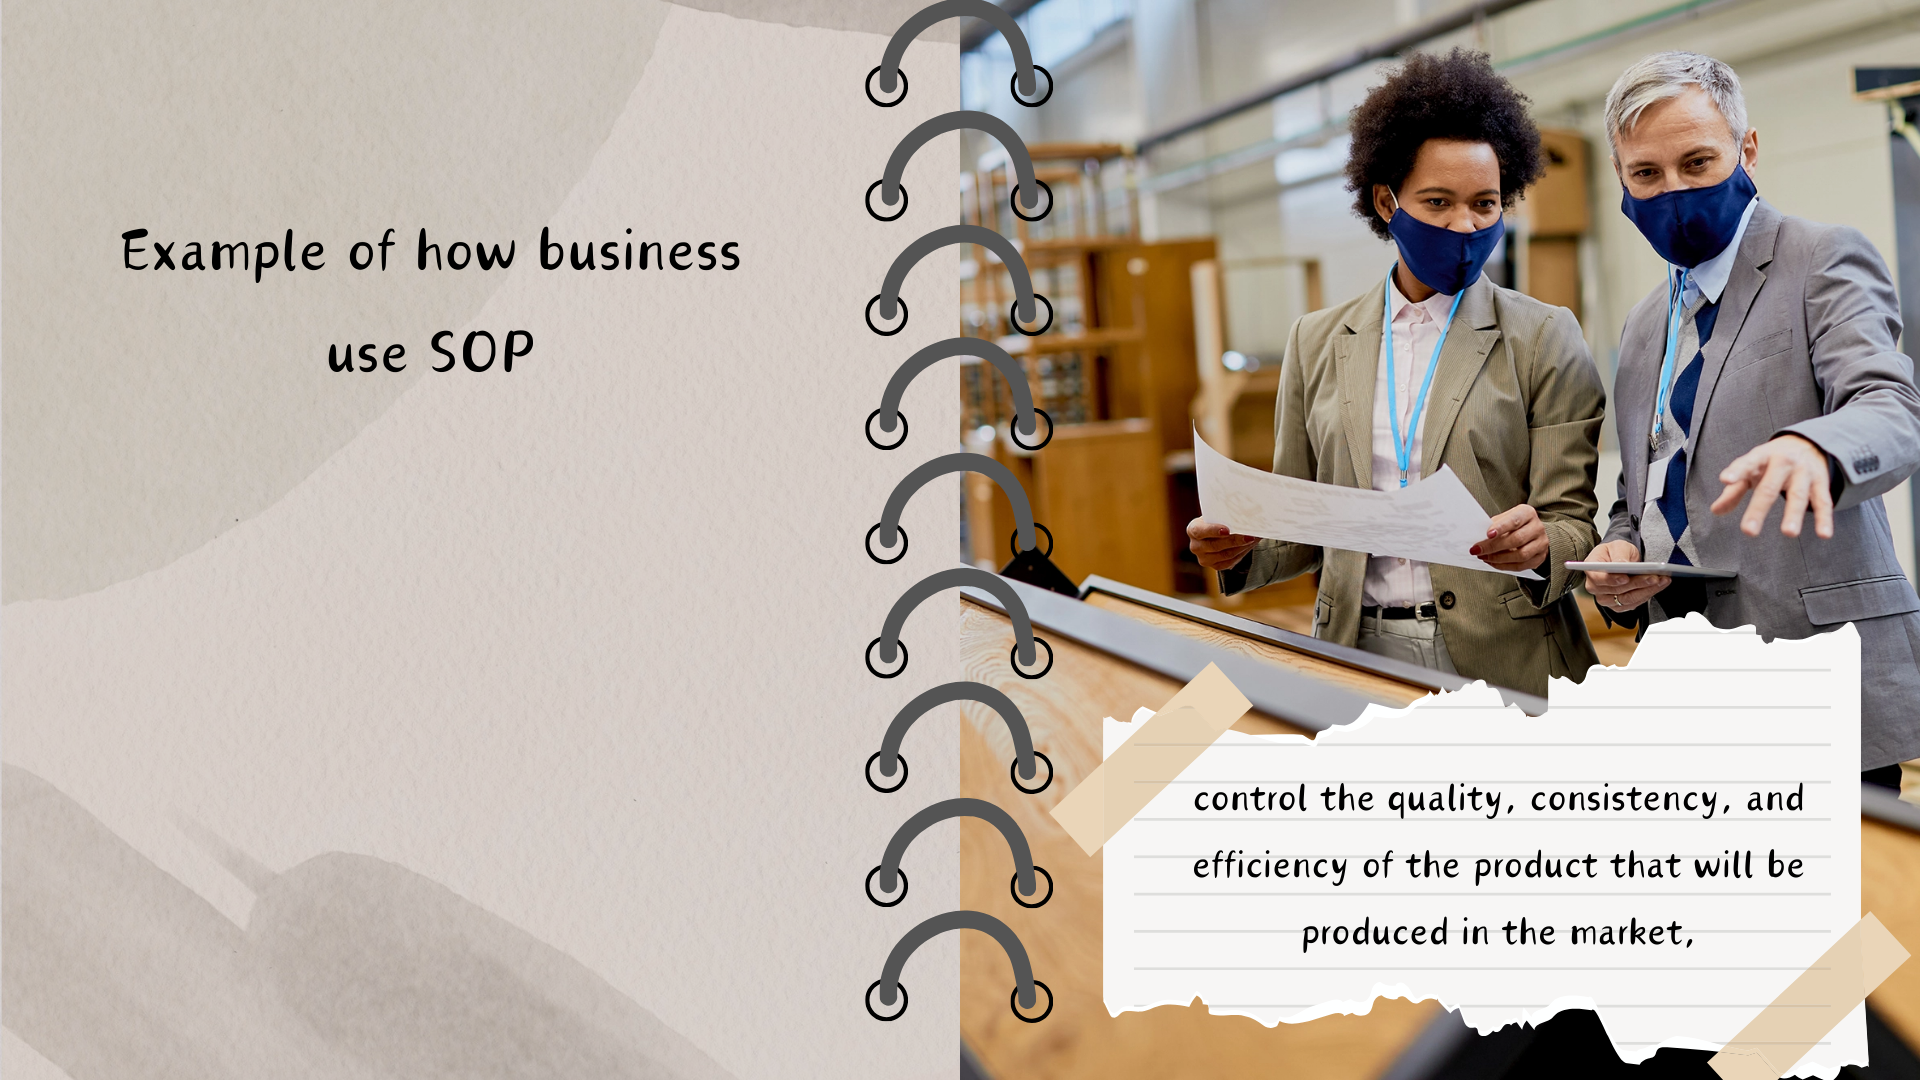 Example of how business
use SOP
control the quality, consistency, and
efficiency of the product that will be
produced in the market,